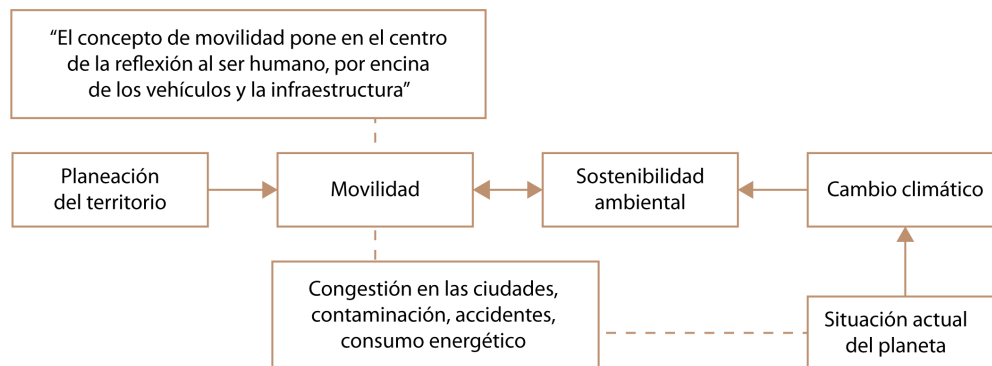 “El concepto de movilidad pone en el centro
de la reflexión al ser humano, por encina
de los vehículos y la infraestructura”
Planeación
del territorio
Movilidad
Sostenibilidad
ambiental
Cambio climático
Congestión en las ciudades,
contaminación, accidentes,
consumo energético
Situación actual
del planeta